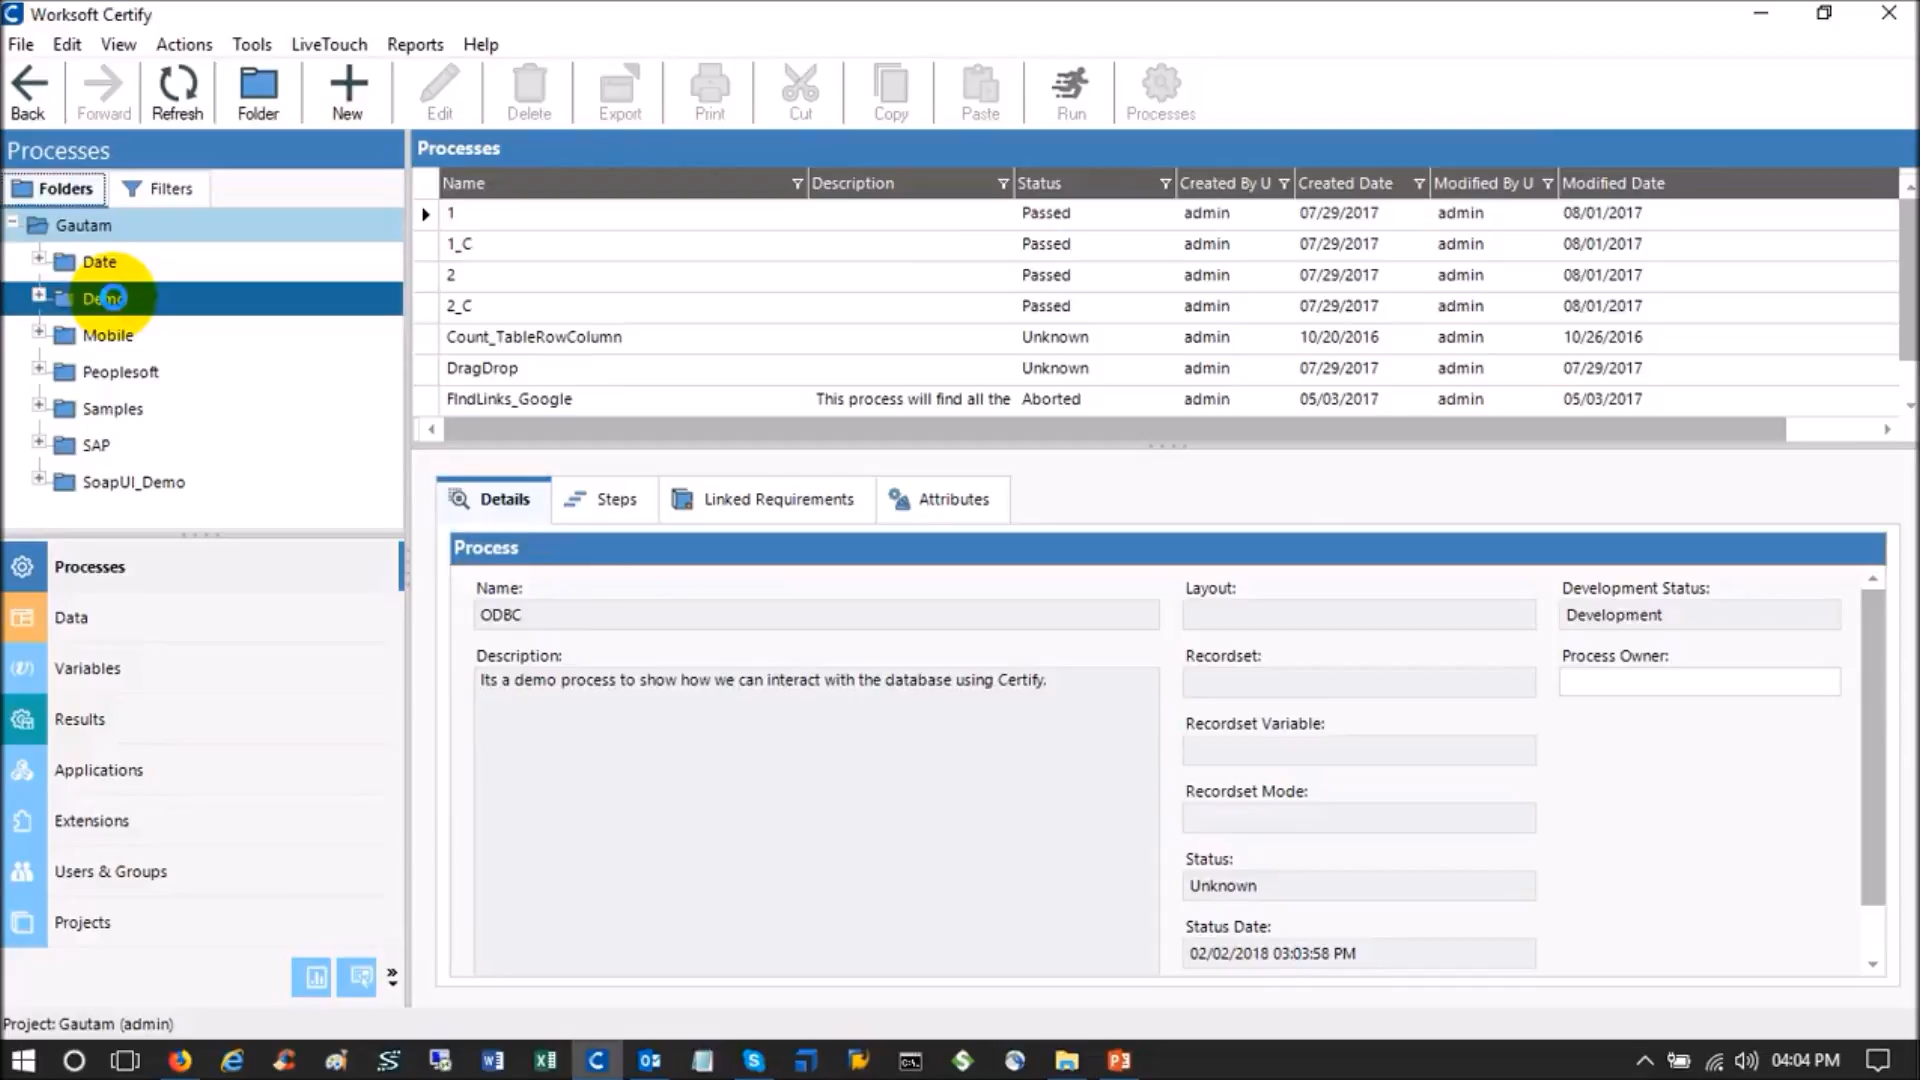 Worksoft Certify
File Edit View Actions Tools LiveTouch Reports Help
Back Forward Refresh Folder New Edit Delete Export Print Cut Copy Paste Run Processes
Processes
Folders Filters
Gautam
Date
Demo
Mobile
Peoplesoft
Samples
SAP
SoapUI_Demo
Processes
Data
Variables
Results
Applications
Extensions
Users & Groups
Projects
Processes
Name Description Status Created By U Created Date Modified By U Modified Date
1 Passed admin 07/29/2017 admin 08/01/2017
1_C Passed admin 07/29/2017 admin 08/01/2017
2 Passed admin 07/29/2017 admin 08/01/2017
2_C Passed admin 07/29/2017 admin 08/01/2017
Count_TableRowColumn Unknown admin 10/20/2016 admin 10/26/2016
DragDrop Unknown admin 07/29/2017 admin 07/29/2017
FIndLinks_Google This process will find all the Aborted admin 05/03/2017 admin 05/03/2017
Details Steps Linked Requirements Attributes
Process
Name:
ODBC
Description:
Its a demo process to show how we can interact with the database using Certify.
Layout:
Recordset:
Recordset Variable:
Recordset Mode:
Status:
Unknown
Status Date:
02/02/2018 03:03:58 PM
Development Status:
Development
Process Owner:
Project: Gautam (admin)
04:04 PM